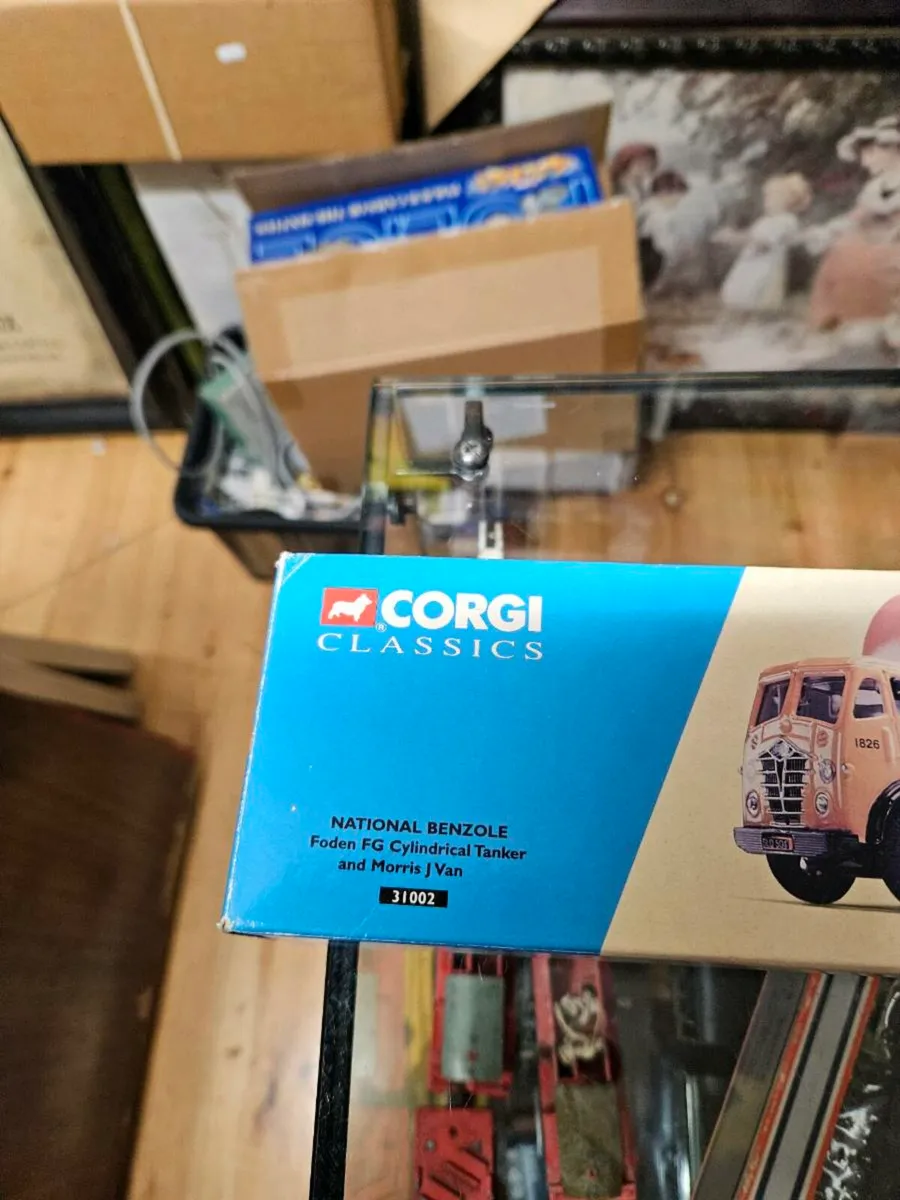 CORGI
®
CLASSICS
NATIONAL BENZOLE
Foden FG Cylindrical Tanker
and Morris J Van
31002
1826